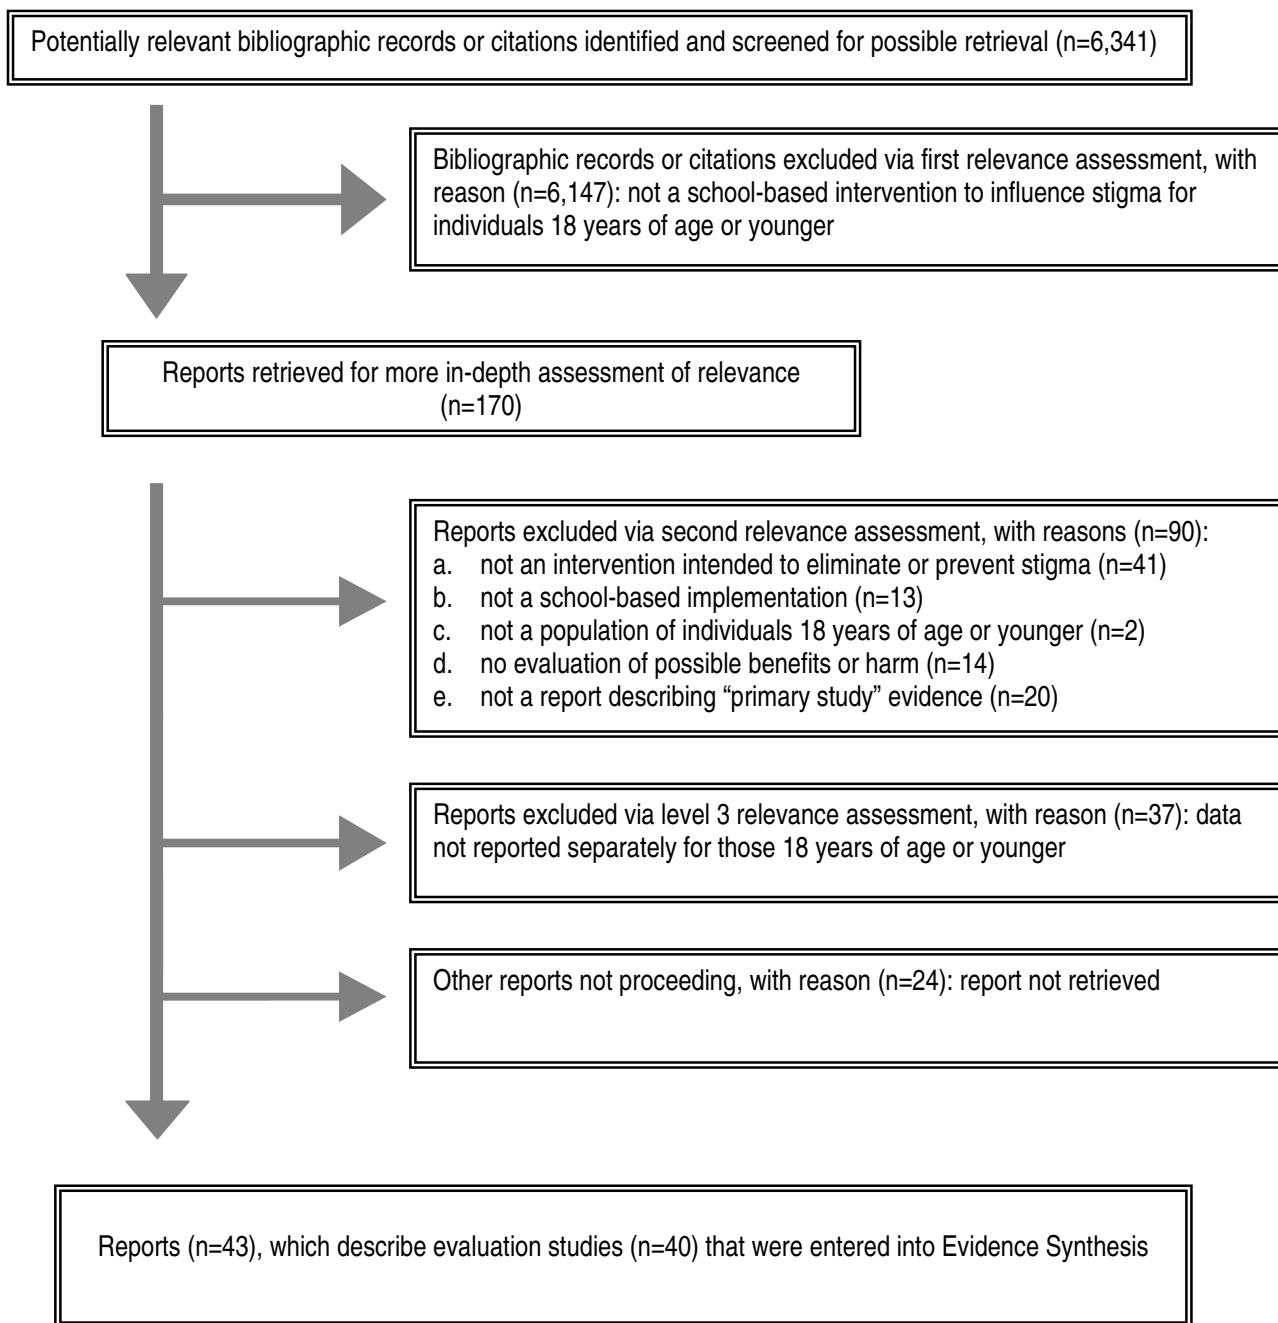 Potentially relevant bibliographic records or citations identified and screened for possible retrieval (n=6,341)
Bibliographic records or citations excluded via first relevance assessment, with
reason (n=6,147): not a school-based intervention to influence stigma for
individuals 18 years of age or younger
Reports retrieved for more in-depth assessment of relevance
(n=170)
Reports excluded via second relevance assessment, with reasons (n=90):
a. not an intervention intended to eliminate or prevent stigma (n=41)
b. not a school-based implementation (n=13)
c. not a population of individuals 18 years of age or younger (n=2)
d. no evaluation of possible benefits or harm (n=14)
e. not a report describing “primary study” evidence (n=20)
Reports excluded via level 3 relevance assessment, with reason (n=37): data
not reported separately for those 18 years of age or younger
Other reports not proceeding, with reason (n=24): report not retrieved
Reports (n=43), which describe evaluation studies (n=40) that were entered into Evidence Synthesis